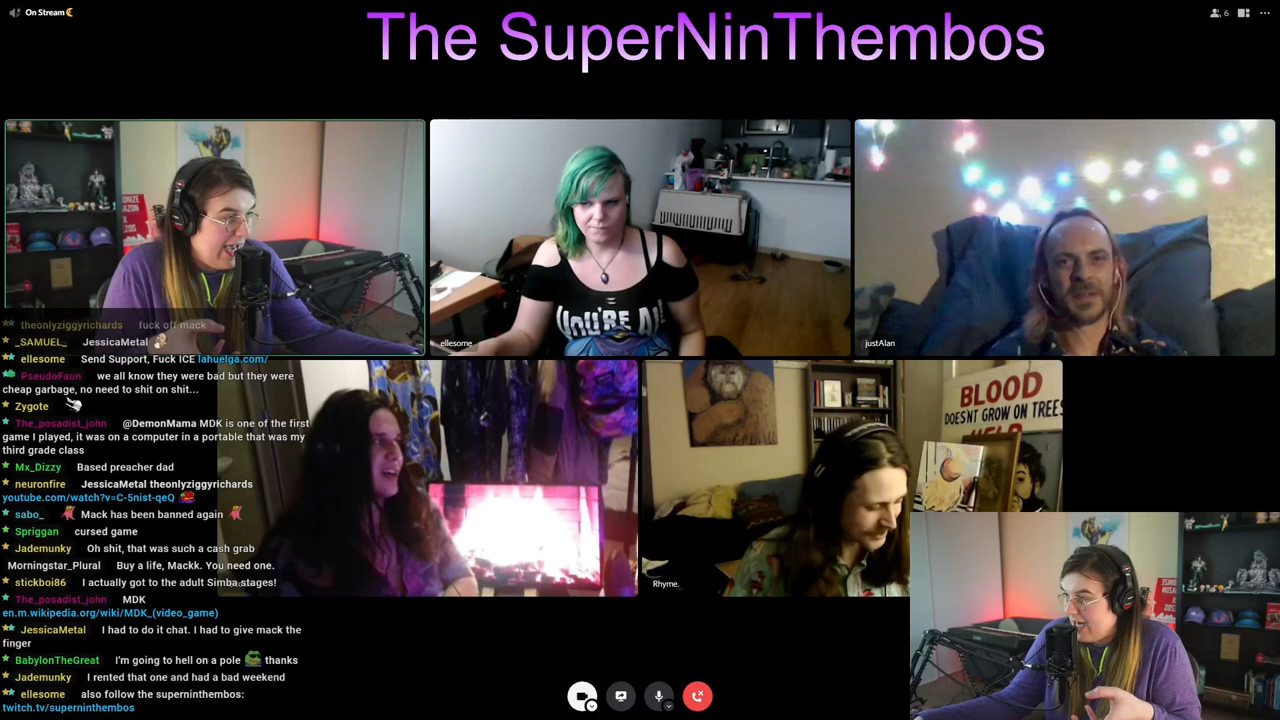 On Stream
6
The SuperNinThembos
theonlyziggyrichards fuck off mack
_SAMUEL_ JessicaMetal
ellesome Send Support, Fuck ICE lahuelga.com/
PseudoFaun we all know they were bad but they were
cheap garbage, no need to shit on shit...
Zygote
The_posadist_john @DemonMama MDK is one of the first
game I played, it was on a computer in a portable that was my
third grade class
Mx_Dizzy Based preacher dad
neuronfire JessicaMetal theonlyziggyrichards
youtube.com/watch?v=C-5nist-qeQ
sabo_ Mack has been banned again
Spriggan cursed game
Jademunky Oh shit, that was such a cash grab
Morningstar_Plural Buy a life, Mackk. You need one.
stickboi86 I actually got to the adult Simba stages!
The_posadist_john MDK
en.m.wikipedia.org/wiki/MDK_(video_game)
JessicaMetal I had to do it chat. I had to give mack the
finger
BabylonTheGreat I'm going to hell on a pole thanks
Jademunky I rented that one and had a bad weekend
ellesome also follow the superninthembos:
twitch.tv/superninthembos
ellesome
YOU'RE A
justAlan
Rhyme.
BLOOD
DOESN'T GROW ON TREES
HELP